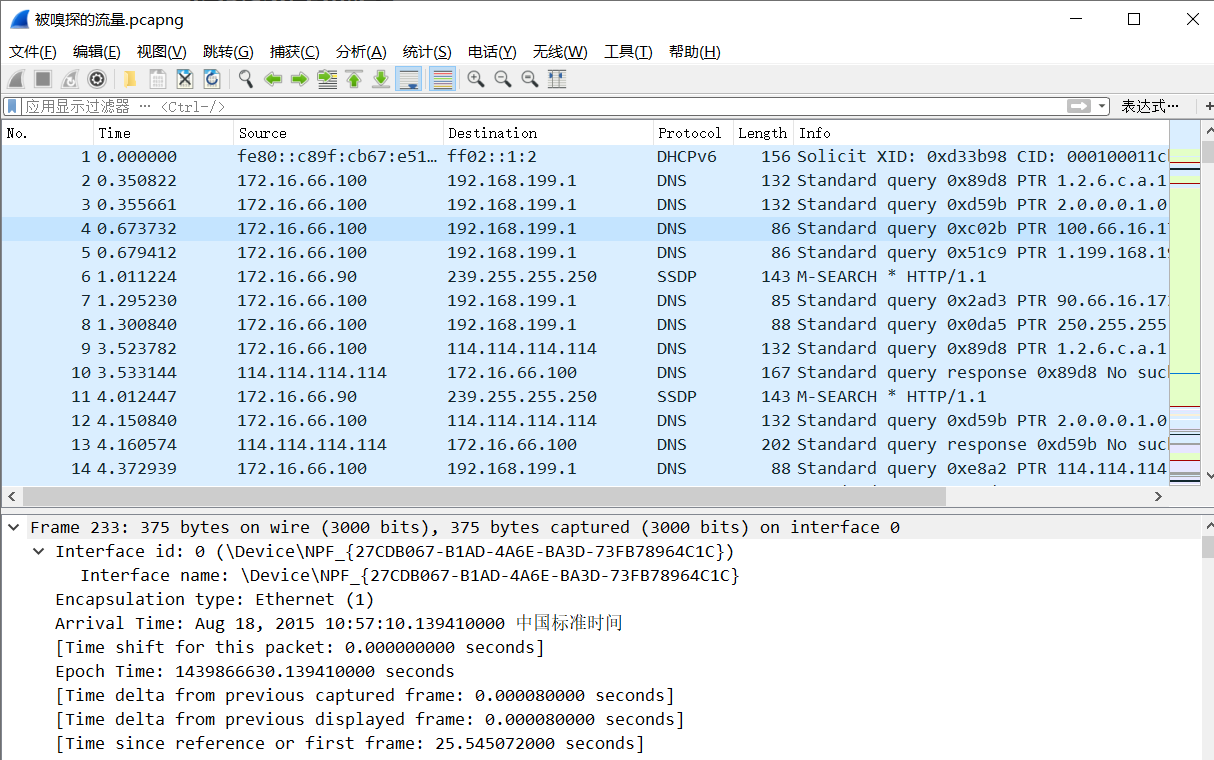 被嗅探的流量.pcapng
文件(F) 编辑(E) 视图(V) 跳转(G) 捕获(C) 分析(A) 统计(S) 电话(Y) 无线(W) 工具(T) 帮助(H)
应用显示过滤器 … <Ctrl-/> 表达式… +
No. Time Source Destination Protocol Length Info
1 0.000000 fe80::c89f:cb67:e51… ff02::1:2 DHCPv6 156 Solicit XID: 0xd33b98 CID: 000100011c
2 0.350822 172.16.66.100 192.168.199.1 DNS 132 Standard query 0x89d8 PTR 1.2.6.c.a.1
3 0.355661 172.16.66.100 192.168.199.1 DNS 132 Standard query 0xd59b PTR 2.0.0.0.1.0
4 0.673732 172.16.66.100 192.168.199.1 DNS 86 Standard query 0xc02b PTR 100.66.16.17
5 0.679412 172.16.66.100 192.168.199.1 DNS 86 Standard query 0x51c9 PTR 1.199.168.19
6 1.011224 172.16.66.90 239.255.255.250 SSDP 143 M-SEARCH * HTTP/1.1
7 1.295230 172.16.66.100 192.168.199.1 DNS 85 Standard query 0x2ad3 PTR 90.66.16.172
8 1.300840 172.16.66.100 192.168.199.1 DNS 88 Standard query 0x0da5 PTR 250.255.255
9 3.523782 172.16.66.100 114.114.114.114 DNS 132 Standard query 0x89d8 PTR 1.2.6.c.a.1
10 3.533144 114.114.114.114 172.16.66.100 DNS 167 Standard query response 0x89d8 No suc
11 4.012447 172.16.66.90 239.255.255.250 SSDP 143 M-SEARCH * HTTP/1.1
12 4.150840 172.16.66.100 114.114.114.114 DNS 132 Standard query 0xd59b PTR 2.0.0.0.1.0
13 4.160574 114.114.114.114 172.16.66.100 DNS 202 Standard query response 0xd59b No suc
14 4.372939 172.16.66.100 192.168.199.1 DNS 88 Standard query 0xe8a2 PTR 114.114.114
Frame 233: 375 bytes on wire (3000 bits), 375 bytes captured (3000 bits) on interface 0
Interface id: 0 (\Device\NPF_{27CDB067-B1AD-4A6E-BA3D-73FB78964C1C})
Interface name: \Device\NPF_{27CDB067-B1AD-4A6E-BA3D-73FB78964C1C}
Encapsulation type: Ethernet (1)
Arrival Time: Aug 18, 2015 10:57:10.139410000 中国标准时间
[Time shift for this packet: 0.000000000 seconds]
Epoch Time: 1439866630.139410000 seconds
[Time delta from previous captured frame: 0.000080000 seconds]
[Time delta from previous displayed frame: 0.000080000 seconds]
[Time since reference or first frame: 25.545072000 seconds]